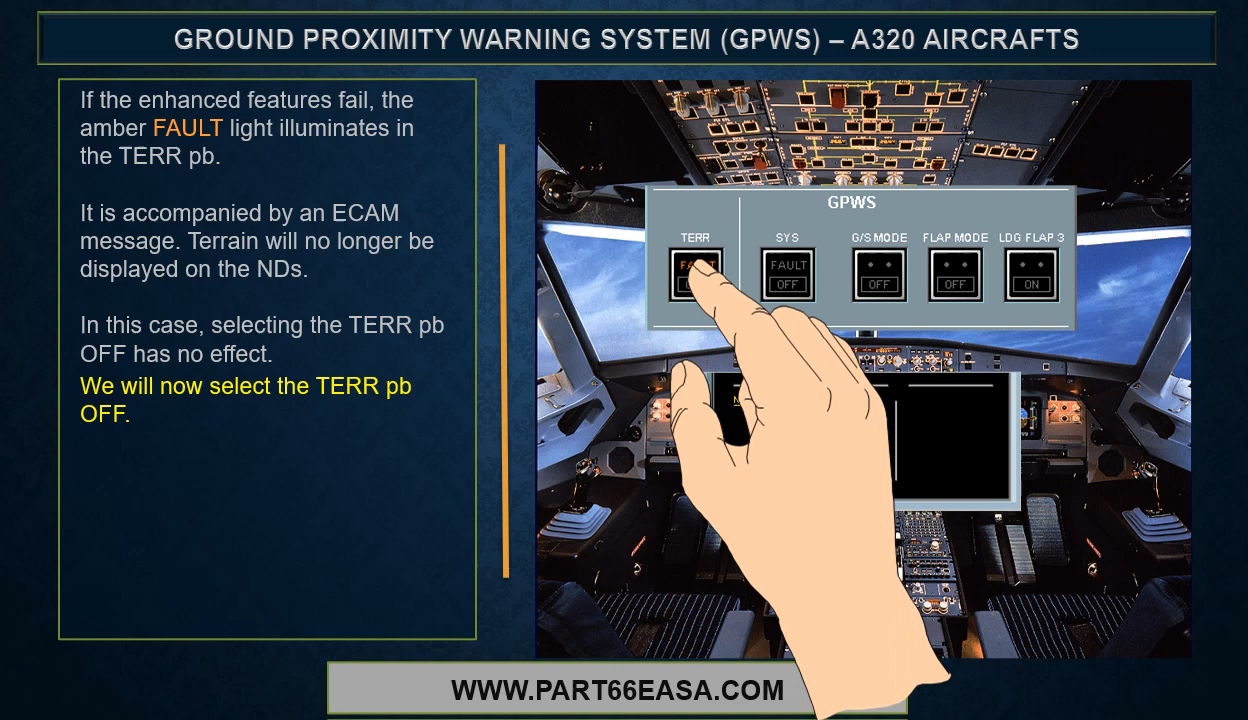 GROUND PROXIMITY WARNING SYSTEM (GPWS) – A320 AIRCRAFTS
If the enhanced features fail, the
amber FAULT light illuminates in
the TERR pb.
It is accompanied by an ECAM
message. Terrain will no longer be
displayed on the NDs.
In this case, selecting the TERR pb
OFF has no effect.
We will now select the TERR pb
OFF.
GPWS
TERR SYS G/S MODE FLAP MODE LDG FLAP 3
FAULT
OFF OFF OFF ON
WWW.PART66EASA.COM